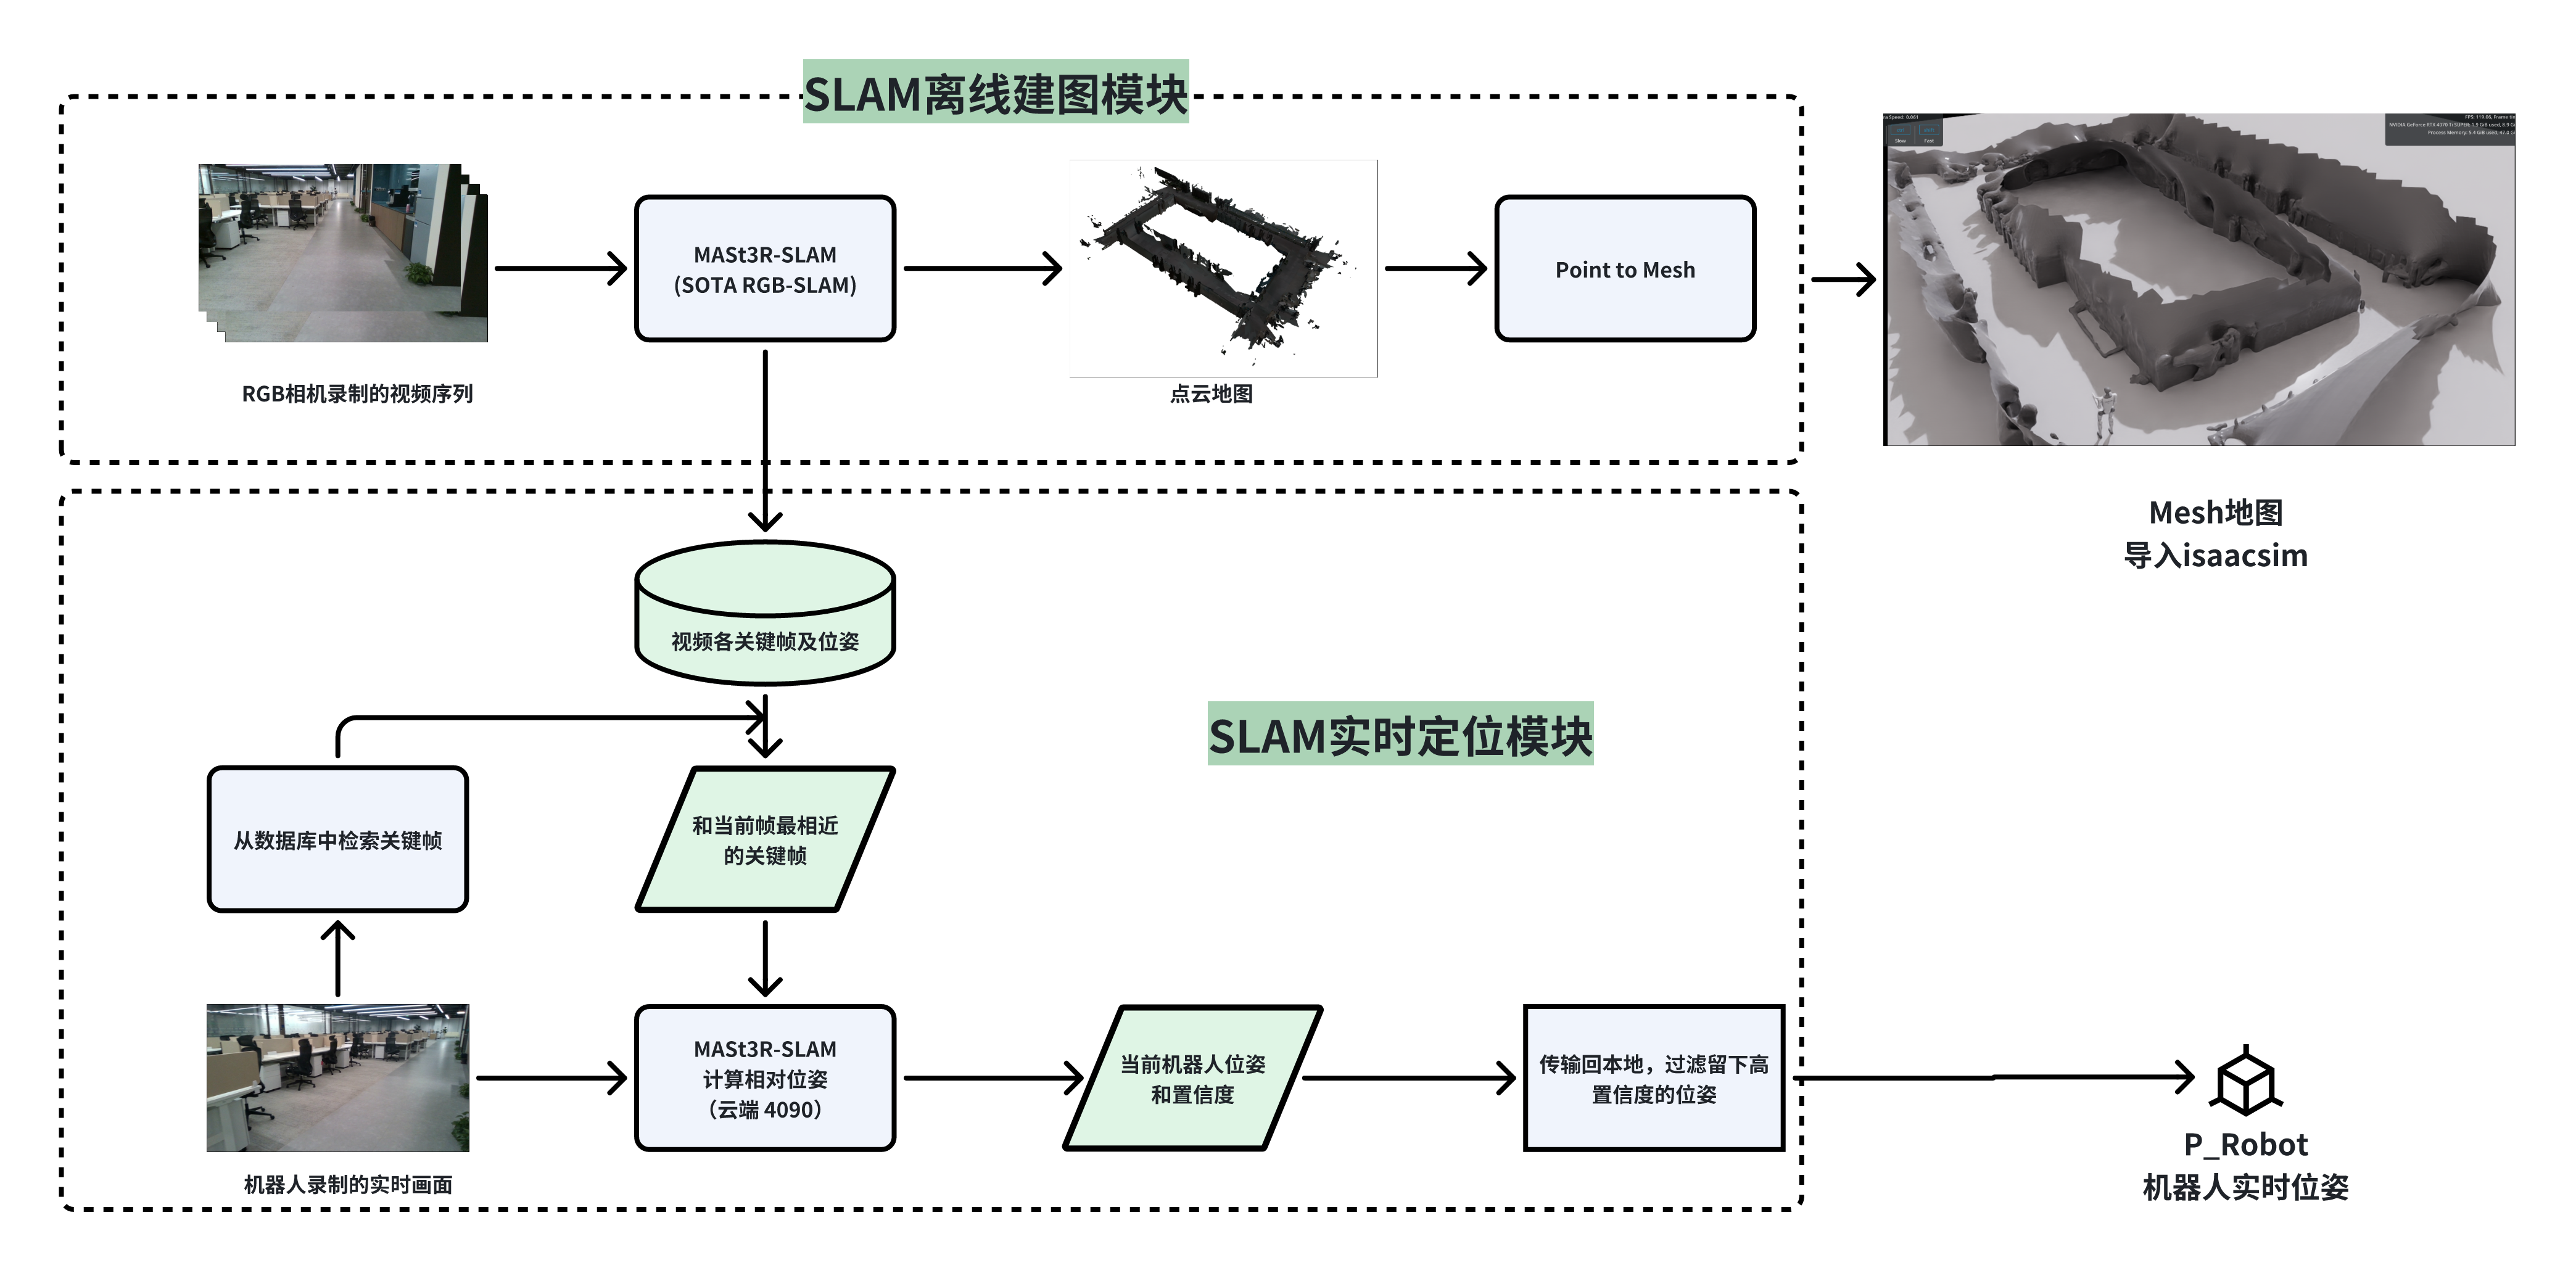 SLAM离线建图模块
RGB相机录制的视频序列
MASt3R-SLAM
(SOTA RGB-SLAM)
点云地图
Point to Mesh
Slow
Fast
Mesh地图
导入isaacsim
视频各关键帧及位姿
SLAM实时定位模块
从数据库中检索关键帧
和当前帧最相近
的关键帧
机器人录制的实时画面
MASt3R-SLAM
计算相对位姿
（云端 4090）
当前机器人位姿
和置信度
传输回本地，过滤留下高
置信度的位姿
P_Robot
机器人实时位姿